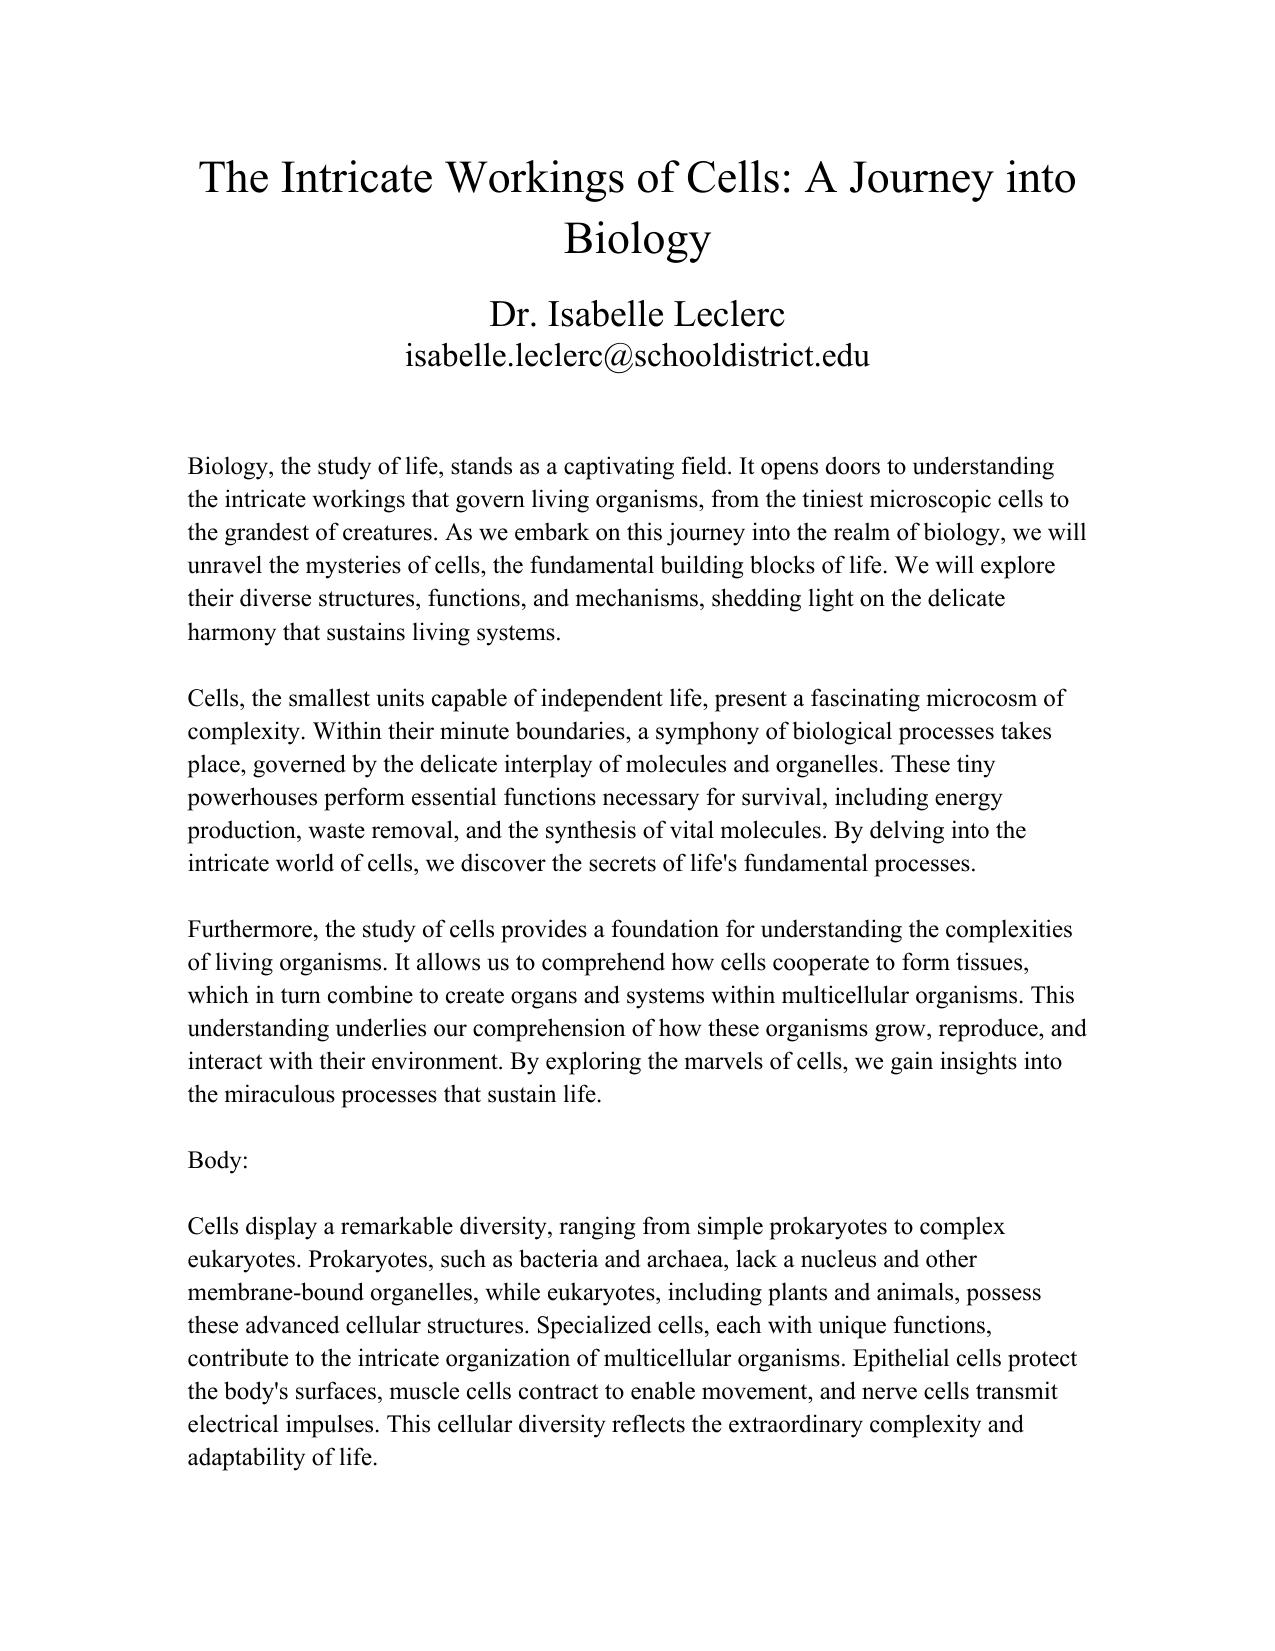 The Intricate Workings of Cells: A Journey into
Biology
Dr. Isabelle Leclerc
isabelle.leclerc@schooldistrict.edu
Biology, the study of life, stands as a captivating field. It opens doors to understanding
the intricate workings that govern living organisms, from the tiniest microscopic cells to
the grandest of creatures. As we embark on this journey into the realm of biology, we will
unravel the mysteries of cells, the fundamental building blocks of life. We will explore
their diverse structures, functions, and mechanisms, shedding light on the delicate
harmony that sustains living systems.
Cells, the smallest units capable of independent life, present a fascinating microcosm of
complexity. Within their minute boundaries, a symphony of biological processes takes
place, governed by the delicate interplay of molecules and organelles. These tiny
powerhouses perform essential functions necessary for survival, including energy
production, waste removal, and the synthesis of vital molecules. By delving into the
intricate world of cells, we discover the secrets of life's fundamental processes.
Furthermore, the study of cells provides a foundation for understanding the complexities
of living organisms. It allows us to comprehend how cells cooperate to form tissues,
which in turn combine to create organs and systems within multicellular organisms. This
understanding underlies our comprehension of how these organisms grow, reproduce, and
interact with their environment. By exploring the marvels of cells, we gain insights into
the miraculous processes that sustain life.
Body:
Cells display a remarkable diversity, ranging from simple prokaryotes to complex
eukaryotes. Prokaryotes, such as bacteria and archaea, lack a nucleus and other
membrane-bound organelles, while eukaryotes, including plants and animals, possess
these advanced cellular structures. Specialized cells, each with unique functions,
contribute to the intricate organization of multicellular organisms. Epithelial cells protect
the body's surfaces, muscle cells contract to enable movement, and nerve cells transmit
electrical impulses. This cellular diversity reflects the extraordinary complexity and
adaptability of life.